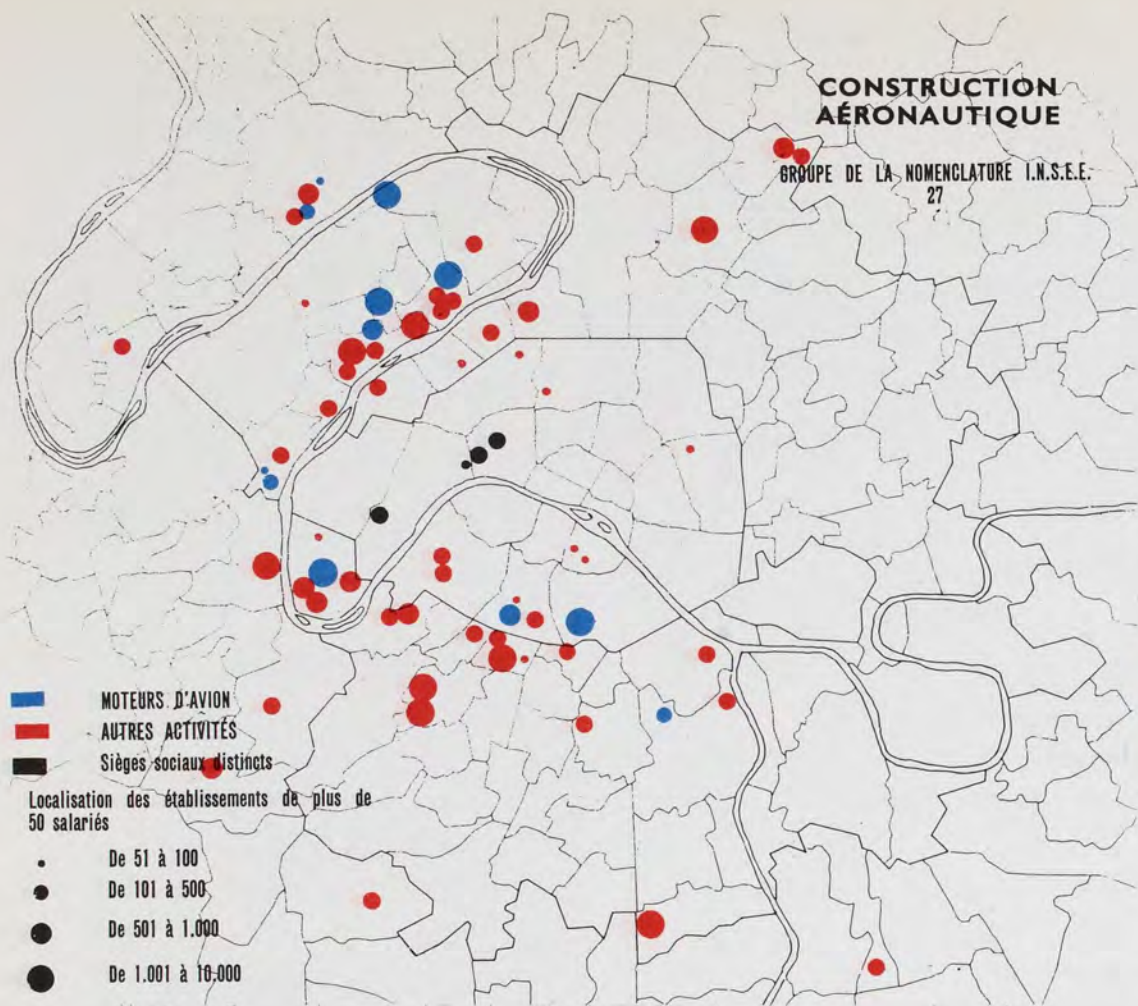 CONSTRUCTION
AÉRONAUTIQUE
GROUPE DE LA NOMENCLATURE I.N.S.E.E.
27
MOTEURS D'AVION
AUTRES ACTIVITÉS
Sièges sociaux distincts
Localisation des établissements de plus de
50 salariés
De 51 à 100
De 101 à 500
De 501 à 1.000
De 1.001 à 10.000